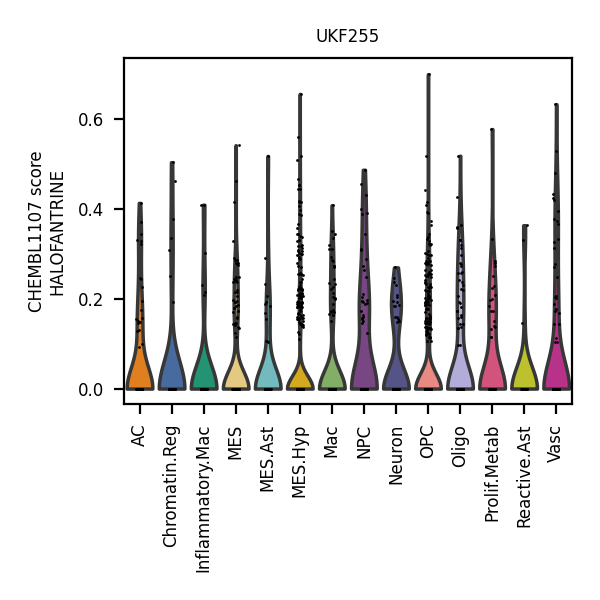 UKF255
CHEMBL1107 score
HALOFANTRINE
0.6
0.4
0.2
0.0
AC
Chromatin.Reg
Inflammatory.Mac
MES
MES.Ast
MES.Hyp
Mac
NPC
Neuron
OPC
Oligo
Prolif.Metab
Reactive.Ast
Vasc